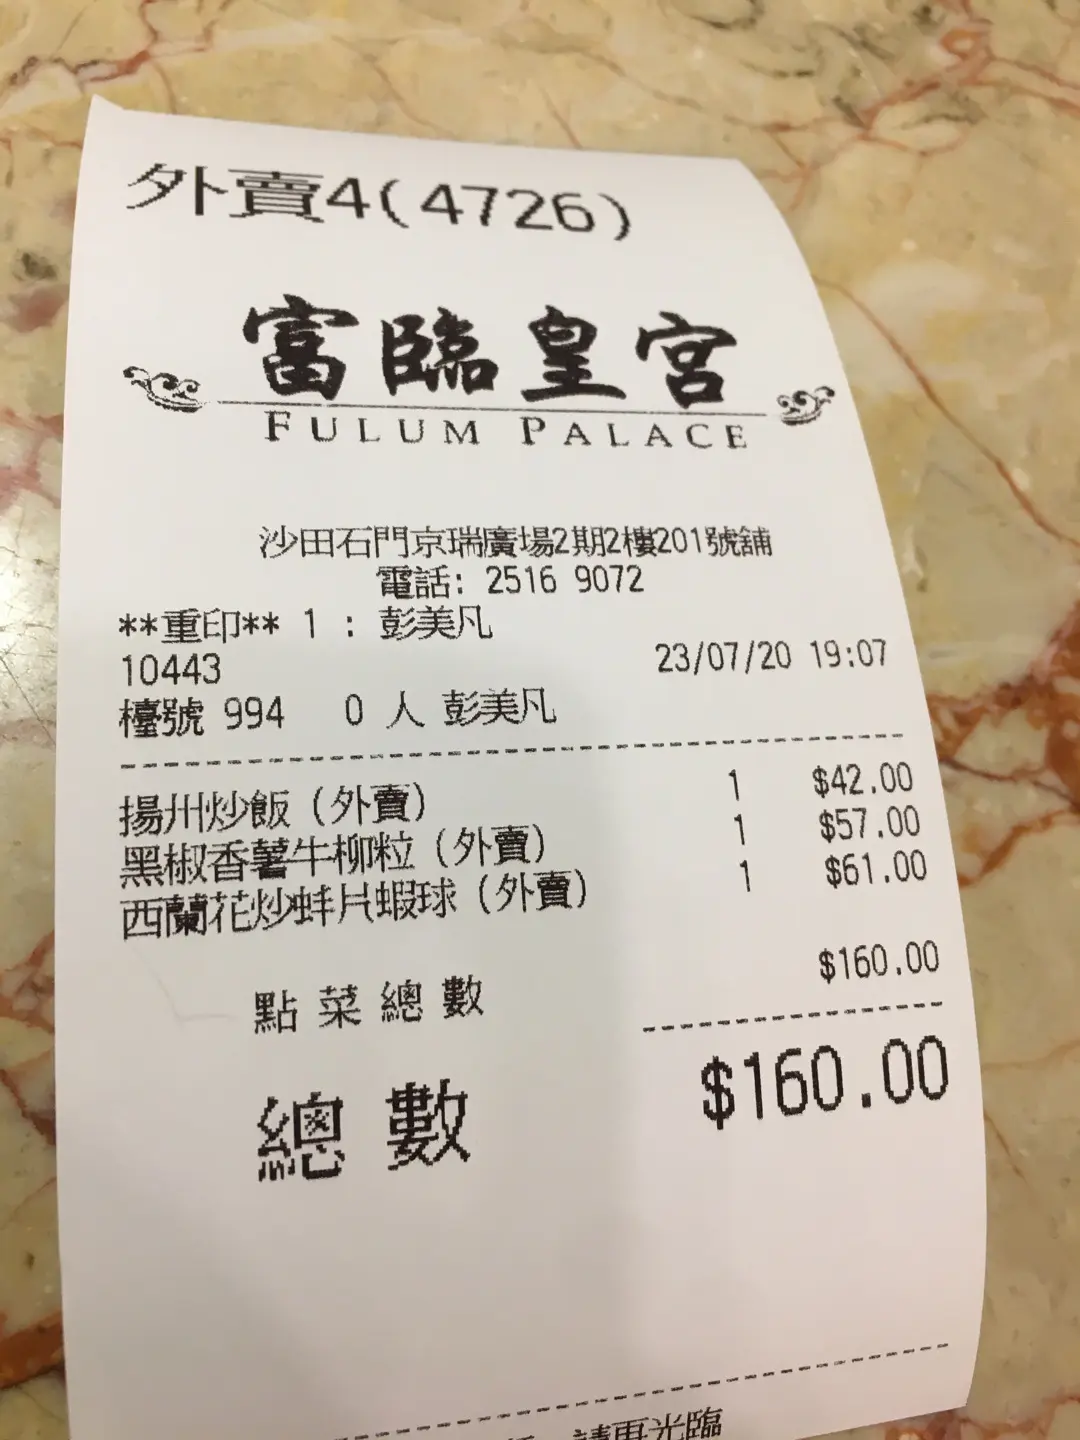 外賣4(4726)
富臨皇宮
FULUM PALACE
沙田石門京瑞廣場2期2樓201號舖
電話: 2516 9072
**重印** 1 : 彭美凡
10443 23/07/20 19:07
檯號 994 0 人 彭美凡
揚州炒飯 (外賣) 1 $42.00
黑椒香薯牛柳粒 (外賣) 1 $57.00
西蘭花炒蚌片蝦球 (外賣) 1 $61.00
點菜總數 $160.00
總數 $160.00
請再光臨